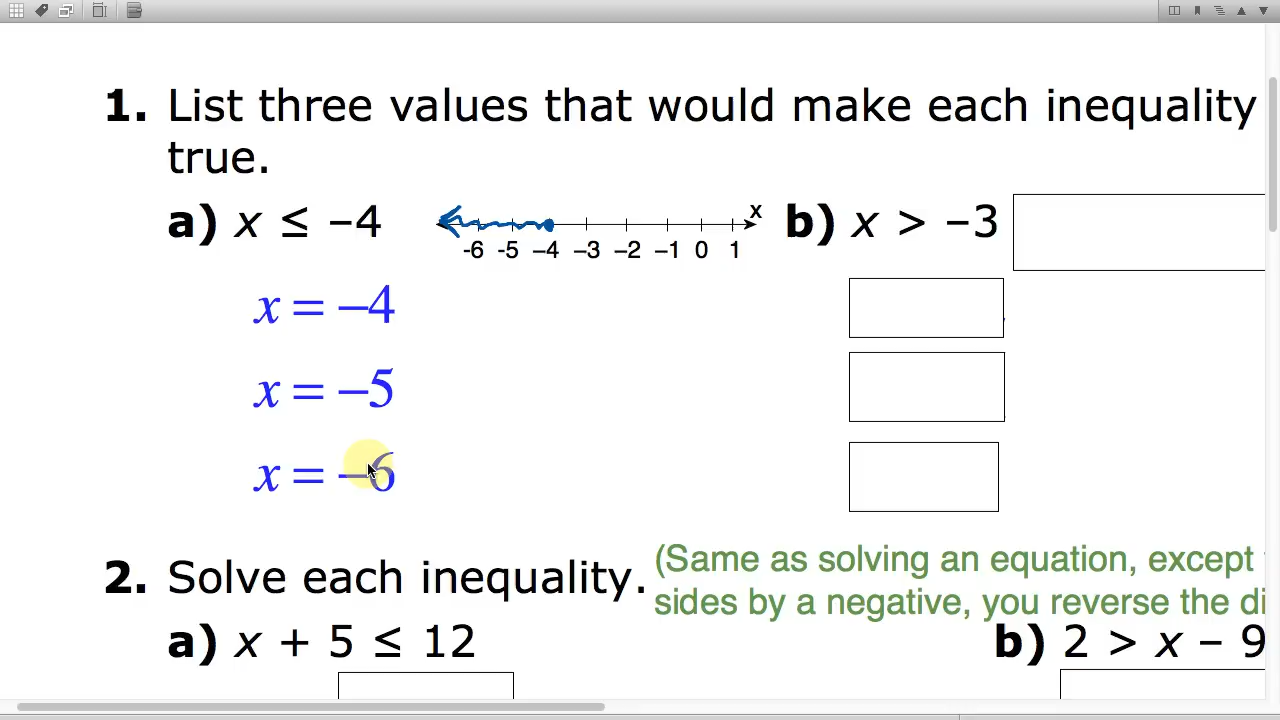 1. List three values that would make each inequality
true.
a) x ≤ −4
-6 -5 −4 −3 −2 −1 0 1
x
b) x > −3
x = −4
x = −5
x = −6
2. Solve each inequality.
(Same as solving an equation, except
sides by a negative, you reverse the di
a) x + 5 ≤ 12
b) 2 > x − 9